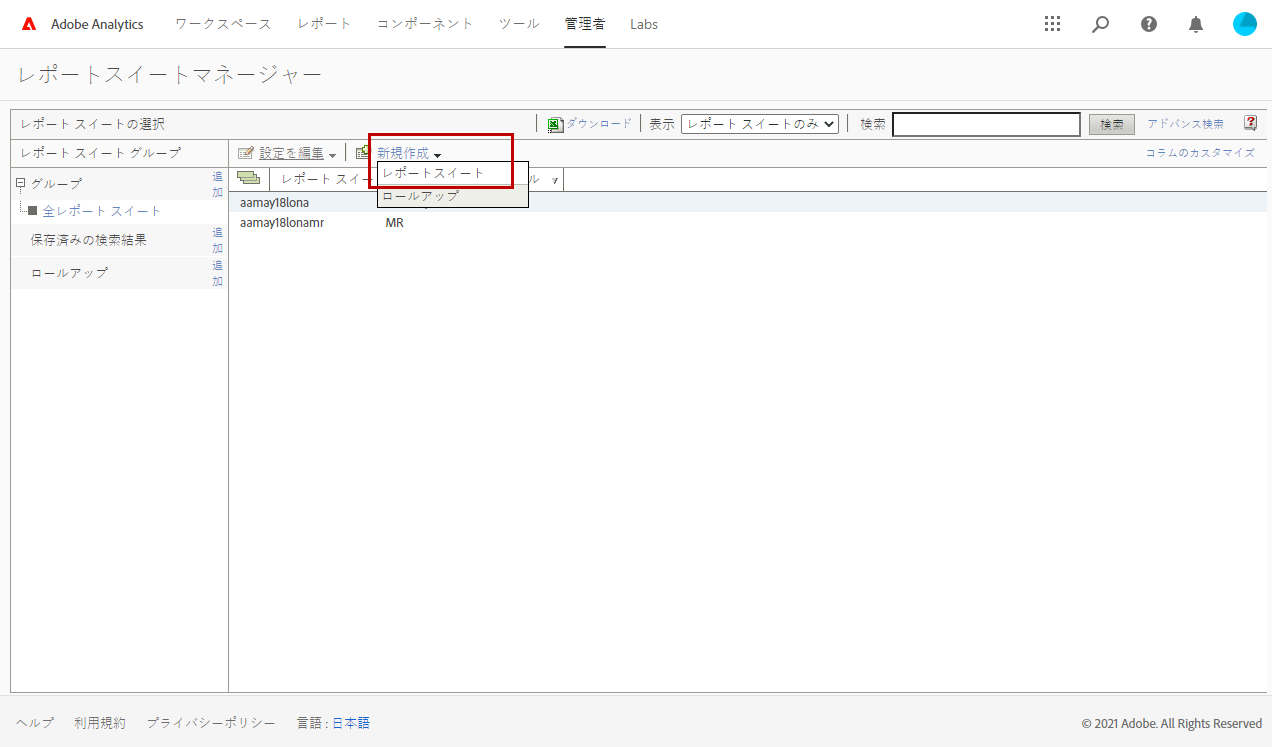 Adobe Analytics ワークスペース レポート コンポーネント ツール 管理者 Labs
レポートスイートマネージャー
レポート スイートの選択 ダウンロード 表示 レポート スイートのみ 検索 検索 アドバンス検索
レポート スイート グループ 設定を編集 新規作成 コラムのカスタマイズ
グループ 追加
全レポート スイート
保存済みの検索結果 追加
ロールアップ 追加
レポートスイート
ロールアップ
レポート スイー ル
aamay18lona
aamay18lonamr MR
ヘルプ 利用規約 プライバシーポリシー 言語 : 日本語 © 2021 Adobe. All Rights Reserved